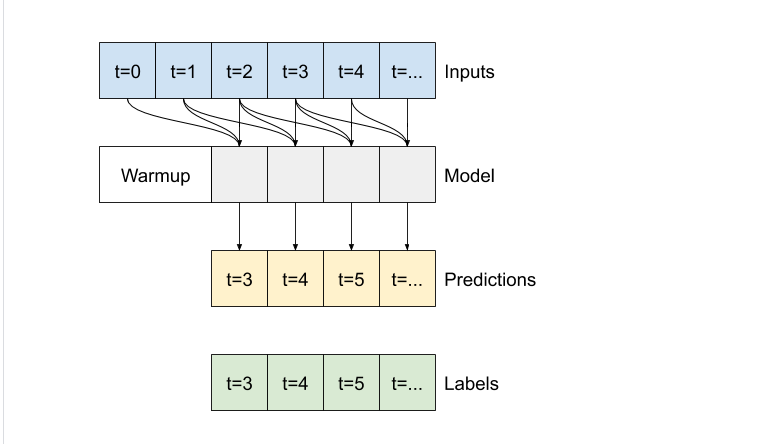 t=0 t=1 t=2 t=3 t=4 t=... Inputs
Warmup Model
t=3 t=4 t=5 t=... Predictions
t=3 t=4 t=5 t=... Labels